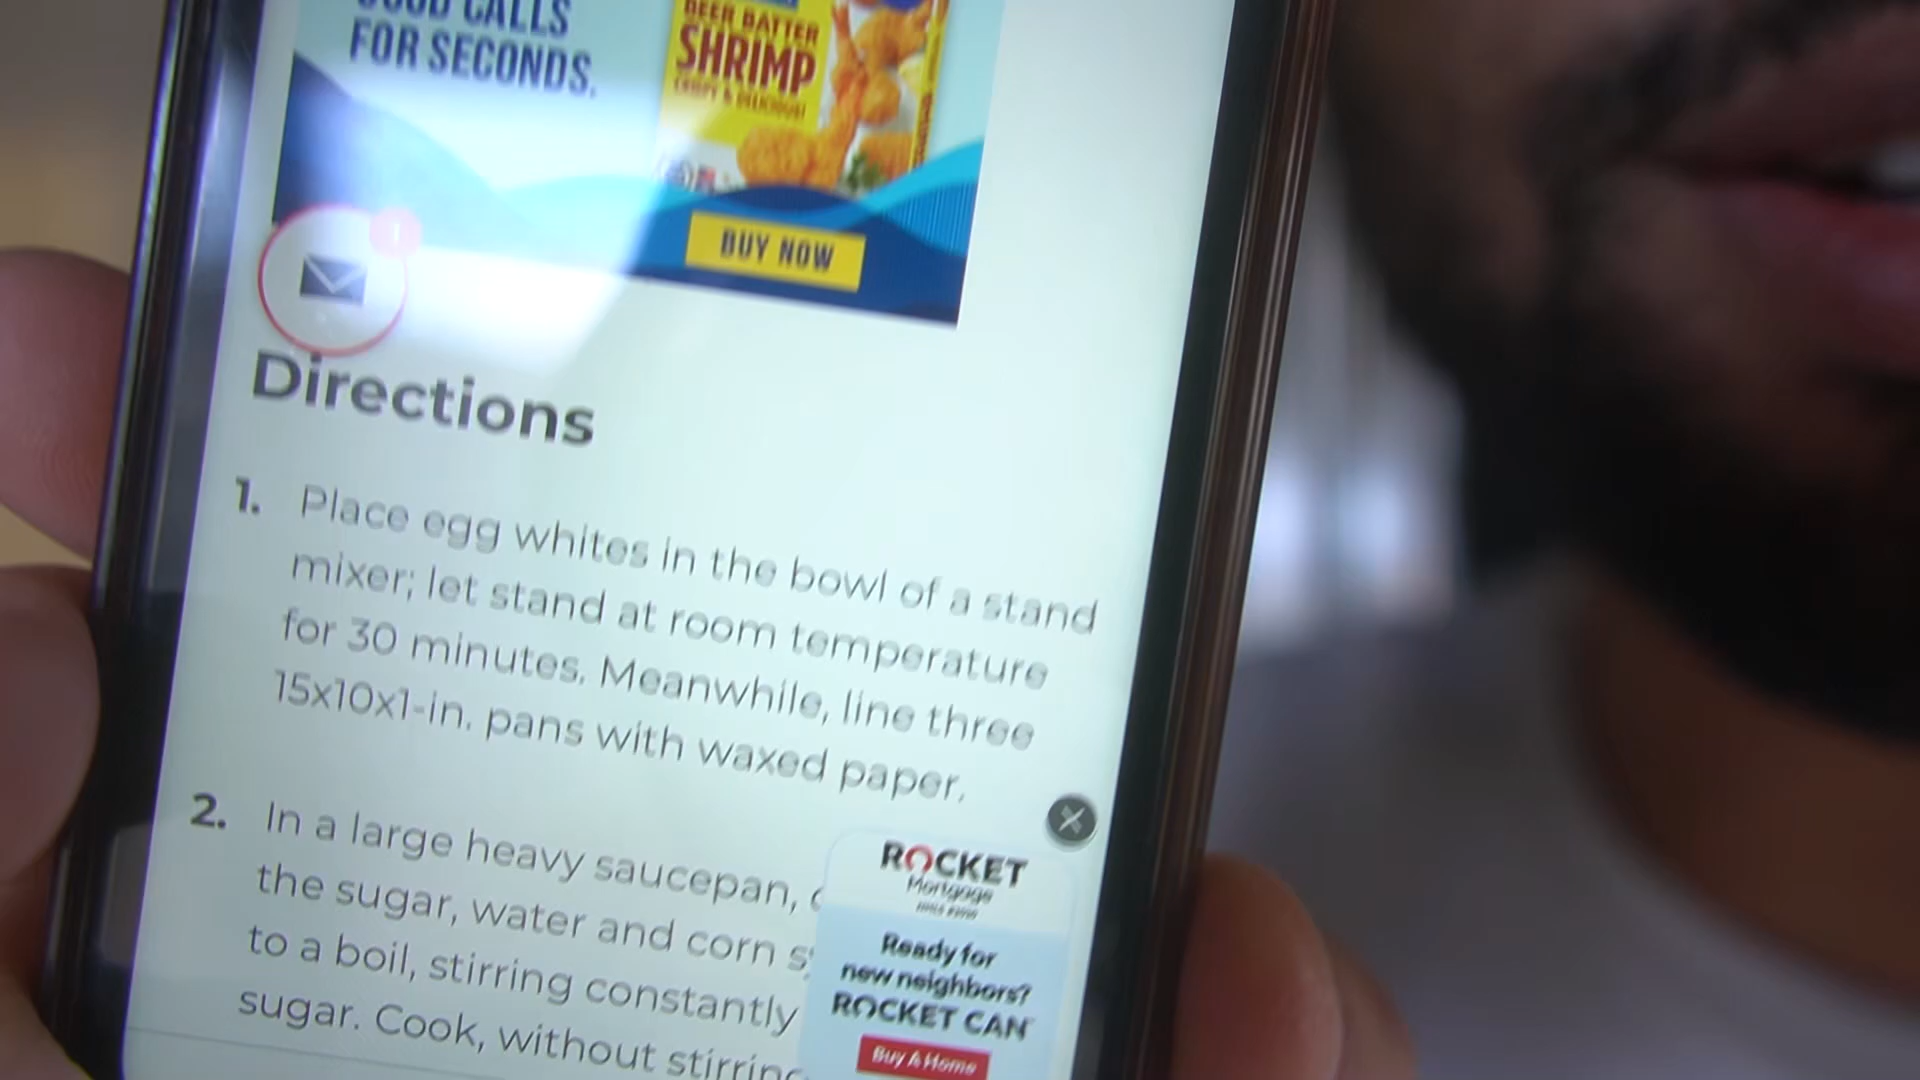 CALLS
FOR SECONDS.
BEER BATTER
SHRIMP
CRISPY & DELICIOUS!
BUY NOW
Directions
1. Place egg whites in the bowl of a stand
mixer; let stand at room temperature
for 30 minutes. Meanwhile, line three
15x10x1-in. pans with waxed paper.
2. In a large heavy saucepan,
the sugar, water and corn
to a boil, stirring constantly
sugar. Cook, without
ROCKET
Mortgage
Ready for
new neighbors?
ROCKET CAN
Buy A Home